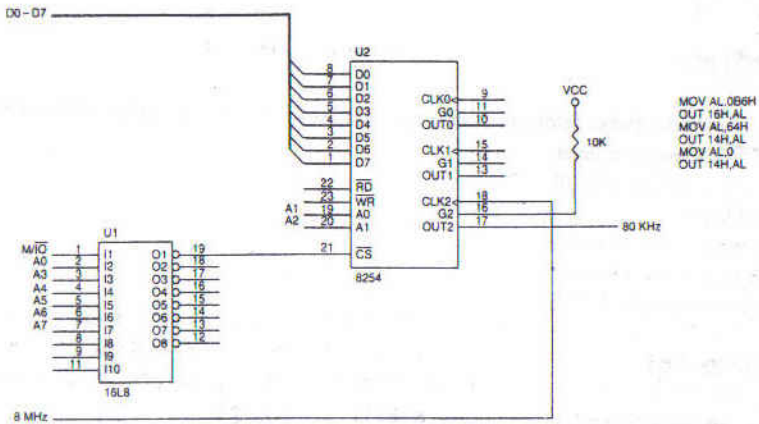 D0 – D7
U2
8 D0
7 D1
6 D2
5 D3
4 D4
3 D5
2 D6
1 D7
22 RD
23 WR
A1 19 A0
A2 20 A1
21 CS
CLK0 9
G0 11
OUT0 10
CLK1 15
G1 14
OUT1 13
CLK2 18
G2 16
OUT2 17
8254
VCC
10K
80 KHz
MOV AL,0B6H
OUT 16H,AL
MOV AL,64H
OUT 14H,AL
MOV AL,0
OUT 14H,AL
U1
M/IO 1 I1
A0 2 I2
A3 3 I3
A4 4 I4
A5 5 I5
A6 6 I6
A7 7 I7
8 I8
9 I9
11 I10
O1 19
O2 18
O3 17
O4 16
O5 15
O6 14
O7 13
O8 12
16L8
8 MHz